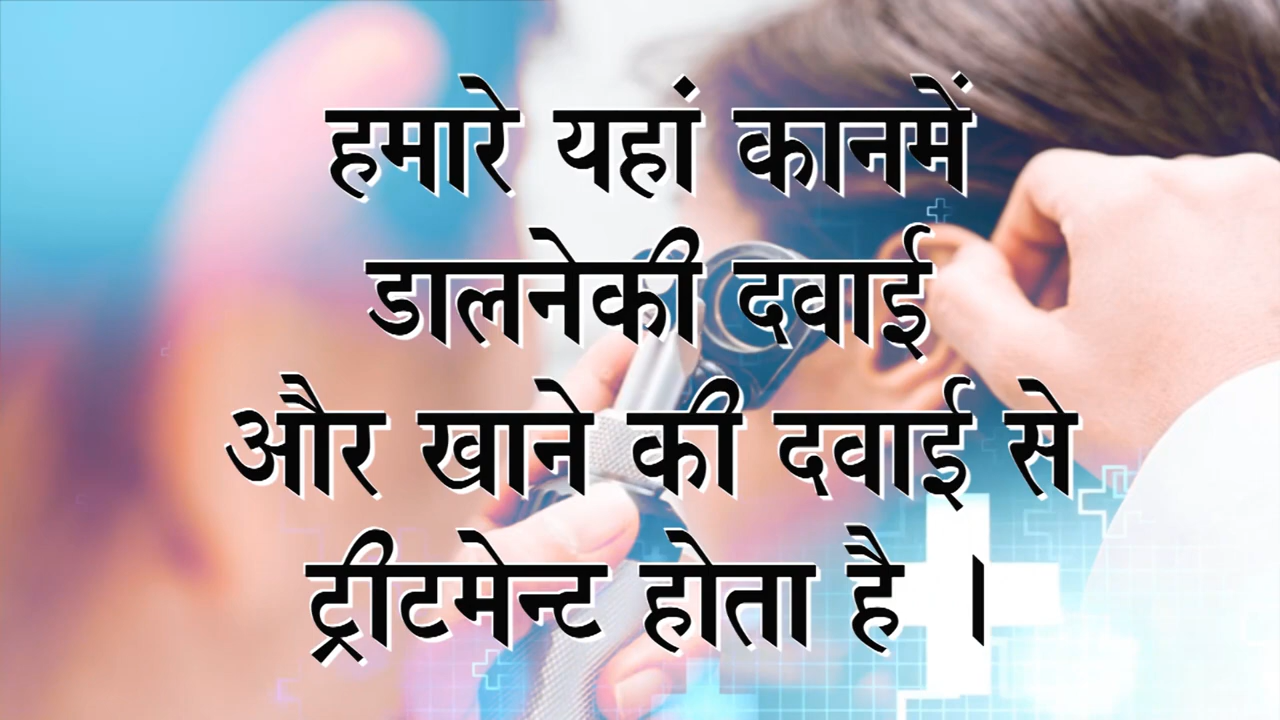 हमारे यहां कानमें
डालनेकी दवाई
और खाने की दवाई से
ट्रीटमेन्ट होता है ।